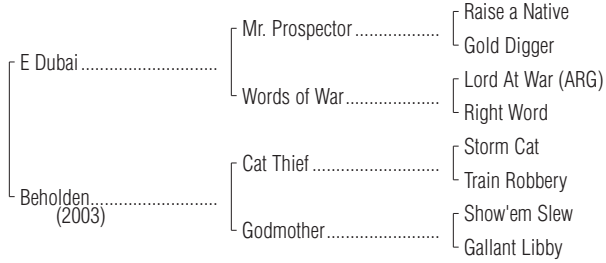 Raise a Native
Mr. Prospector ..................
Gold Digger
E Dubai ............................
Lord At War (ARG)
Words of War ....................
Right Word
Storm Cat
Cat Thief ..........................
Train Robbery
Beholden ..........................
(2003)
Show'em Slew
Godmother .......................
Gallant Libby